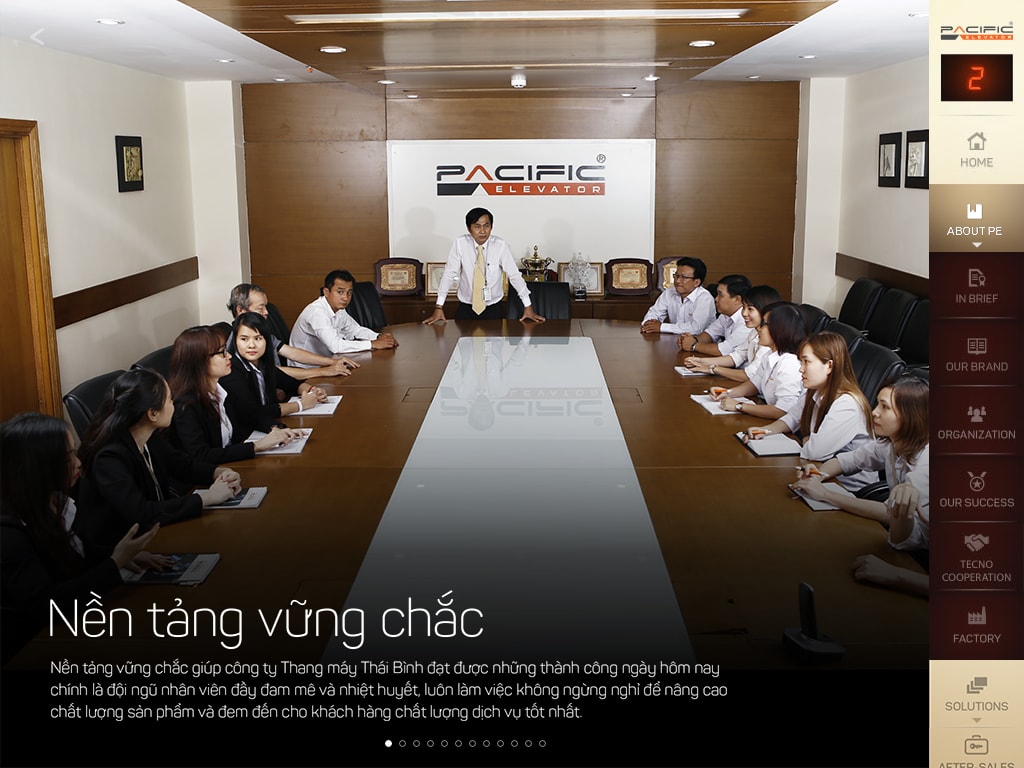 PACIFIC®
ELEVATOR
Nền tảng vững chắc
Nền tảng vững chắc giúp công ty Thang máy Thái Bình đạt được những thành công ngày hôm nay
chính là đội ngũ nhân viên đầy đam mê và nhiệt huyết, luôn làm việc không ngừng nghỉ để nâng cao
chất lượng sản phẩm và đem đến cho khách hàng chất lượng dịch vụ tốt nhất.
PACIFIC®
ELEVATOR
2
HOME
ABOUT PE
IN BRIEF
OUR BRAND
ORGANIZATION
OUR SUCCESS
TECNO
COOPERATION
FACTORY
SOLUTIONS
AFTER-SALES